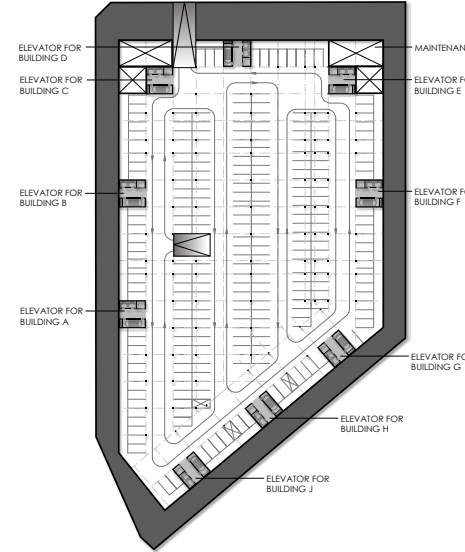 ELEVATOR FOR
BUILDING D
MAINTENAN
ELEVATOR FOR
BUILDING C
ELEVATOR FO
BUILDING E
ELEVATOR FOR
BUILDING B
ELEVATOR FO
BUILDING F
ELEVATOR FOR
BUILDING A
ELEVATOR FO
BUILDING G
ELEVATOR FOR
BUILDING H
ELEVATOR FOR
BUILDING J